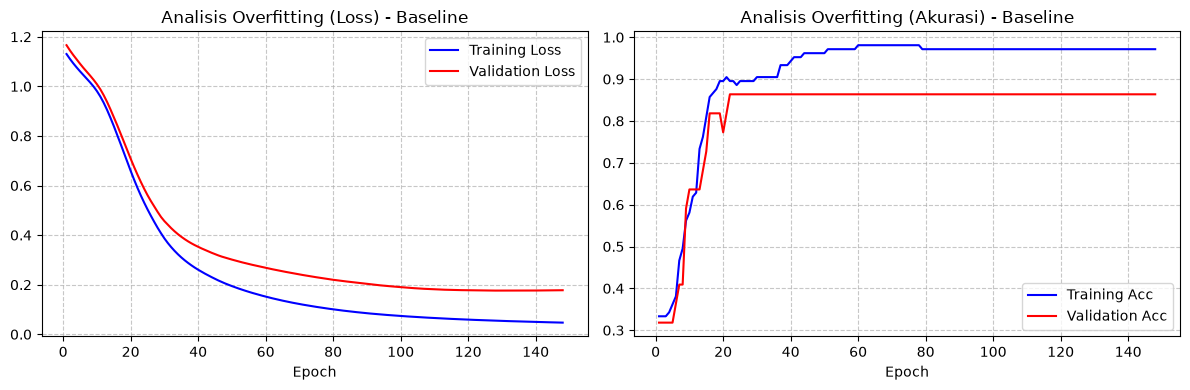 Analisis Overfitting (Loss) - Baseline
1.2
1.0
0.8
0.6
0.4
0.2
0.0
0 20 40 60 80 100 120 140
Epoch
Training Loss
Validation Loss
Analisis Overfitting (Akurasi) - Baseline
1.0
0.9
0.8
0.7
0.6
0.5
0.4
0.3
0 20 40 60 80 100 120 140
Epoch
Training Acc
Validation Acc